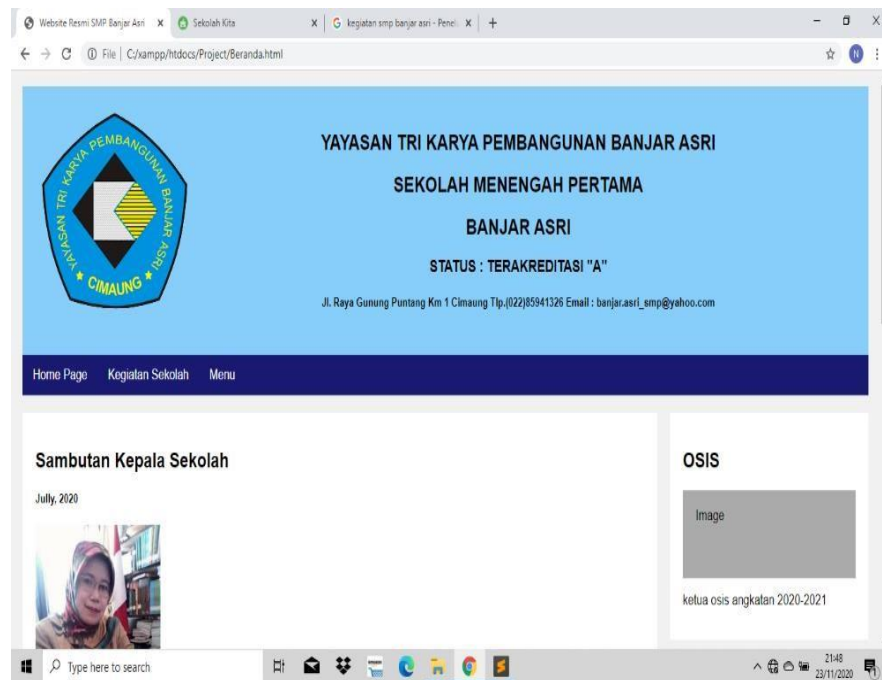 Website Resmi SMP Banjar Asri
Sekolah Kita
kegiatan smp banjar asri - Penel
File | C:/xampp/htdocs/Project/Beranda.html
N
YAYASAN TRI KARYA PEMBANGUNAN BANJAR ASRI
CIMAUNG
YAYASAN TRI KARYA PEMBANGUNAN BANJAR ASRI
SEKOLAH MENENGAH PERTAMA
BANJAR ASRI
STATUS : TERAKREDITASI "A"
Jl. Raya Gunung Puntang Km 1 Cimaung Tlp.(022)85941326 Email : banjar.asri_smp@yahoo.com
Home Page Kegiatan Sekolah Menu
Sambutan Kepala Sekolah
Jully, 2020
OSIS
Image
ketua osis angkatan 2020-2021
Type here to search
21:48
23/11/2020
1